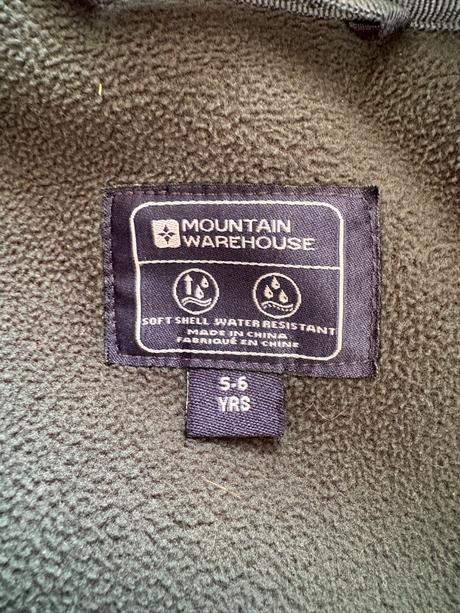 MOUNTAIN
WAREHOUSE
SOFT SHELL WATER RESISTANT
MADE IN CHINA
FABRIQUÉ EN CHINE
5-6
YRS